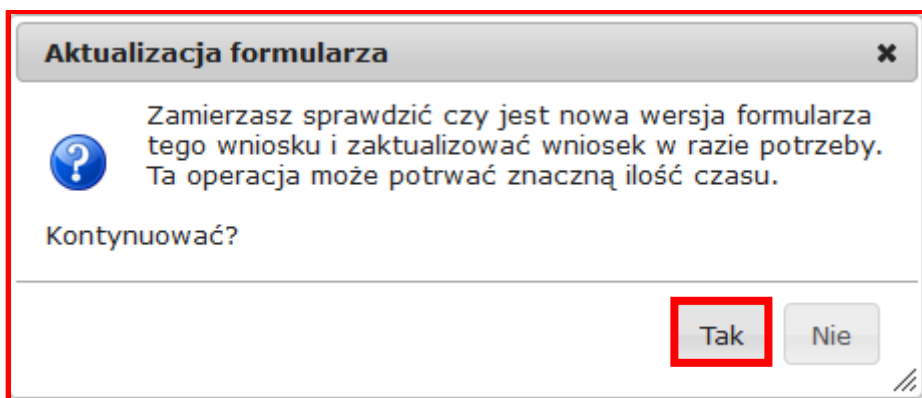 Aktualizacja formularza
Zamierzasz sprawdzić czy jest nowa wersja formularza
tego wniosku i zaktualizować wniosek w razie potrzeby.
Ta operacja może potrwać znaczną ilość czasu.
Kontynuować?
Tak
Nie